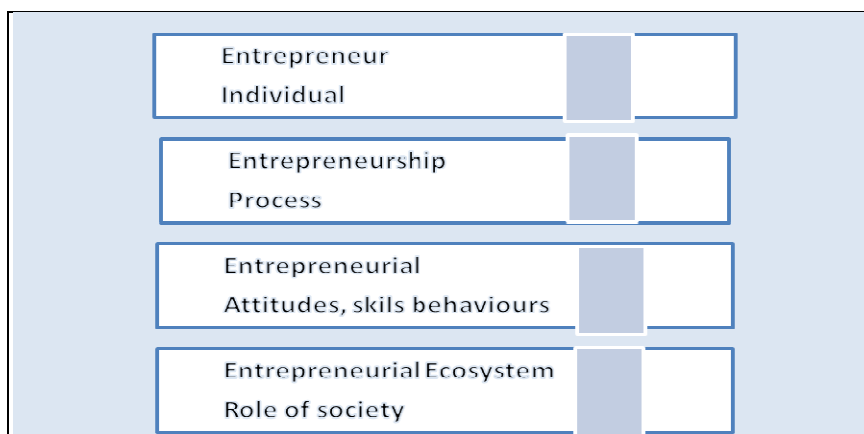 Entrepreneur
Individual
Entrepreneurship
Process
Entrepreneurial
Attitudes, skils behaviours
Entrepreneurial Ecosystem
Role of society